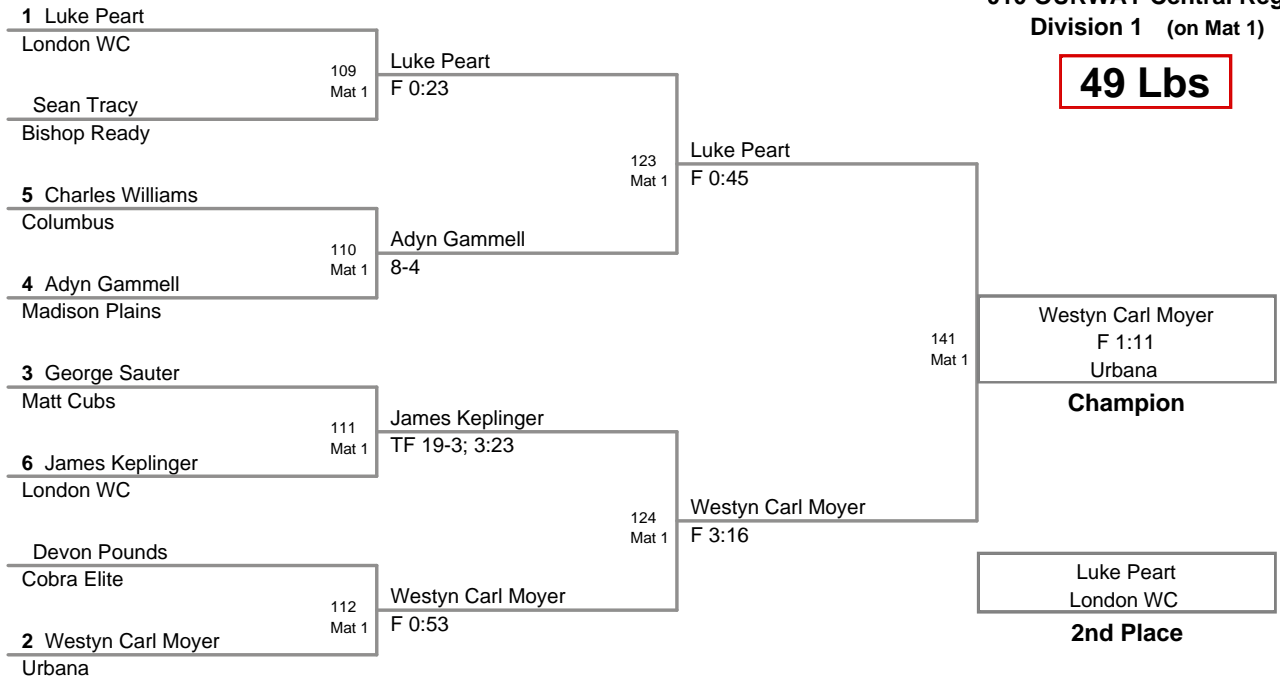 Central Reg
Division 1 (on Mat 1)
49 Lbs
1 Luke Peart
London WC
109
Mat 1
Luke Peart
F 0:23
Sean Tracy
Bishop Ready
123
Mat 1
Luke Peart
F 0:45
5 Charles Williams
Columbus
110
Mat 1
Adyn Gammell
8-4
4 Adyn Gammell
Madison Plains
141
Mat 1
Westyn Carl Moyer
F 1:11
Urbana
Champion
3 George Sauter
Matt Cubs
111
Mat 1
James Keplinger
TF 19-3; 3:23
6 James Keplinger
London WC
124
Mat 1
Westyn Carl Moyer
F 3:16
Devon Pounds
Cobra Elite
112
Mat 1
Westyn Carl Moyer
F 0:53
2 Westyn Carl Moyer
Urbana
Luke Peart
London WC
2nd Place